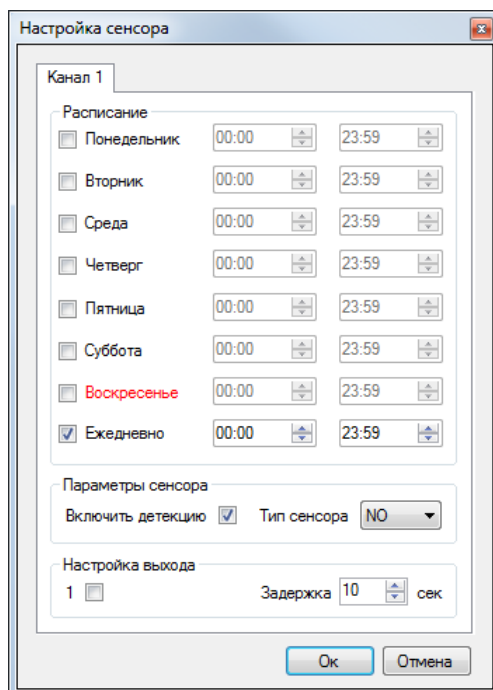 Настройка сенсора
Канал 1
Расписание
Понедельник 00:00 23:59
Вторник 00:00 23:59
Среда 00:00 23:59
Четверг 00:00 23:59
Пятница 00:00 23:59
Суббота 00:00 23:59
Воскресенье 00:00 23:59
Ежедневно 00:00 23:59
Параметры сенсора
Включить детекцию Тип сенсора NO
Настройка выхода
1 Задержка 10 сек
Ок Отмена